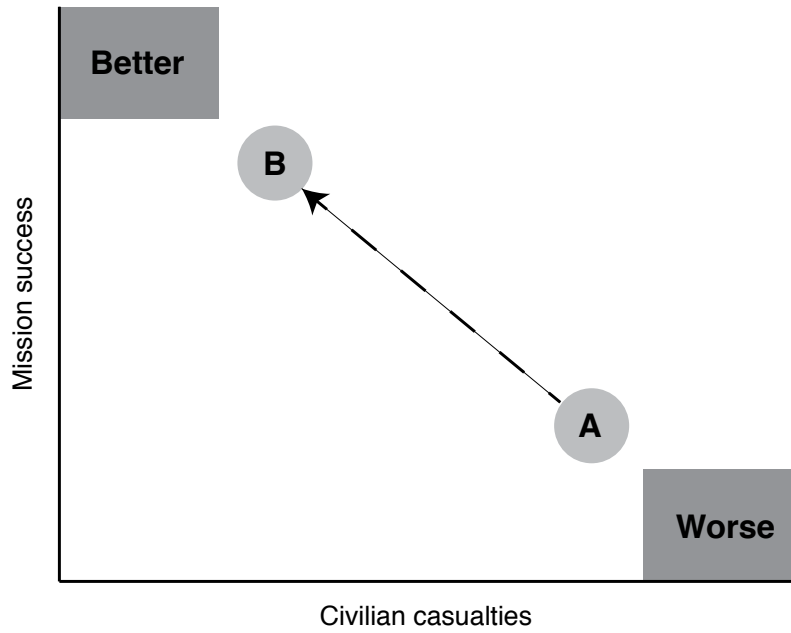 Better
B
Mission success
A
Worse
Civilian casualties